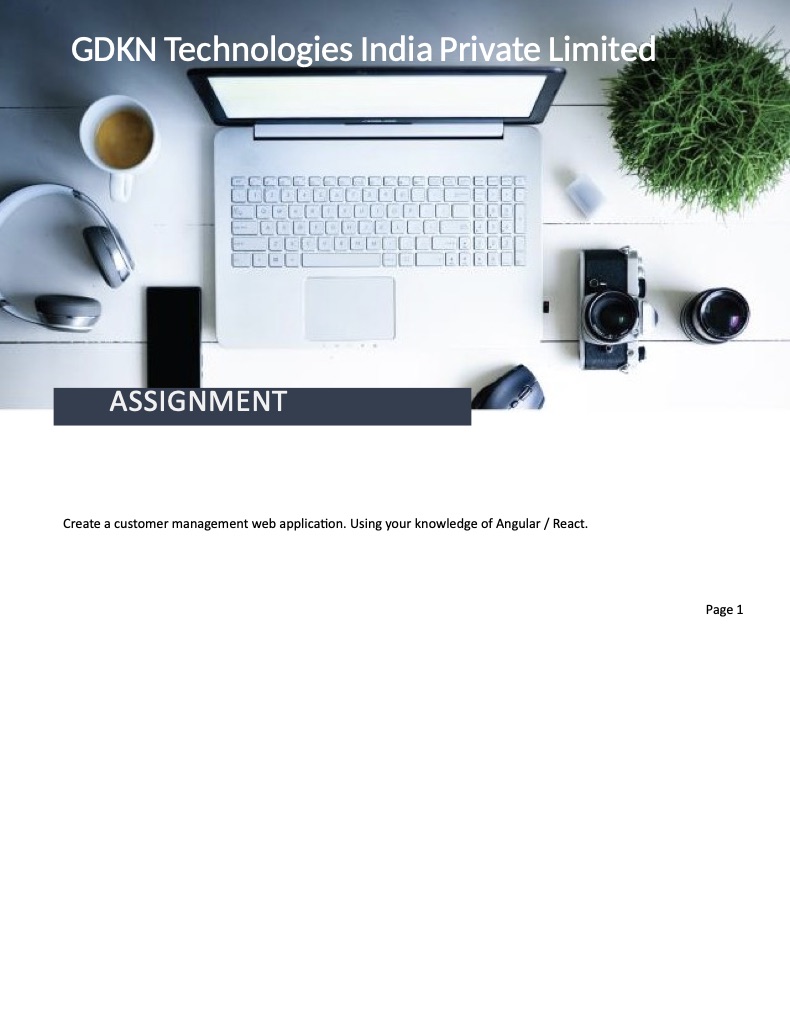 GDKN Technologies India Private Limited
ASSIGNMENT
Create a customer management web application. Using your knowledge of Angular / React.
Page 1